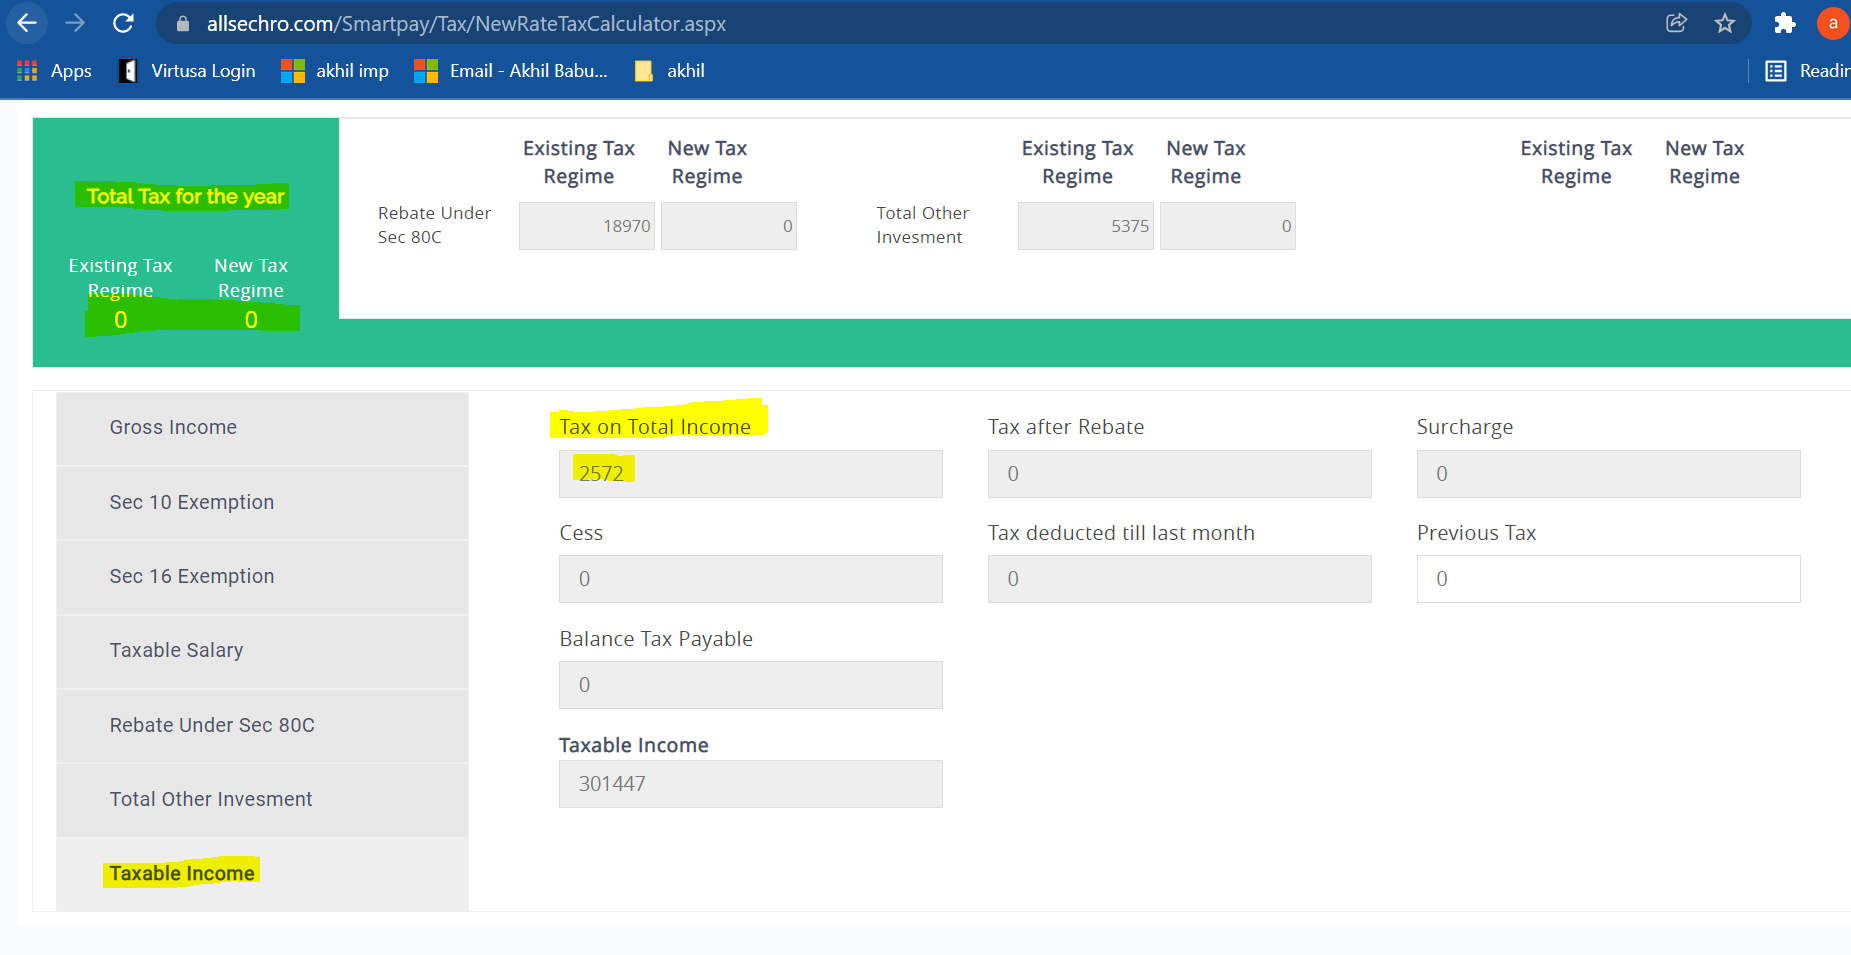 allsechro.com/Smartpay/Tax/NewRateTaxCalculator.aspx
a
Apps
Virtusa Login
akhil imp
Email - Akhil Babu...
akhil
Readin
Total Tax for the year
Existing Tax Regime
New Tax Regime
0
0
Existing Tax Regime
New Tax Regime
Rebate Under Sec 80C
18970
0
Existing Tax Regime
New Tax Regime
Total Other Invesment
5375
0
Existing Tax Regime
New Tax Regime
Gross Income
Sec 10 Exemption
Sec 16 Exemption
Taxable Salary
Rebate Under Sec 80C
Total Other Invesment
Taxable Income
Tax on Total Income
2572
Tax after Rebate
0
Surcharge
0
Cess
0
Tax deducted till last month
0
Previous Tax
0
Balance Tax Payable
0
Taxable Income
301447